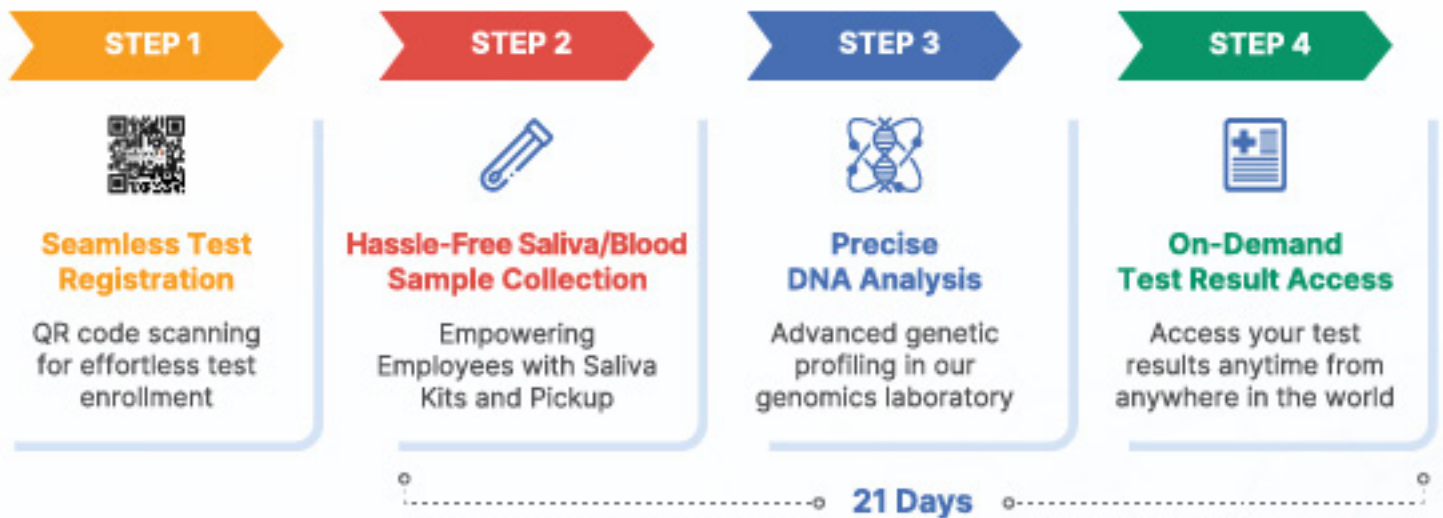 STEP 1
STEP 2
STEP 3
STEP 4
Seamless Test
Registration
QR code scanning
for effortless test
enrollment
Hassle-Free Saliva/Blood
Sample Collection
Empowering
Employees with Saliva
Kits and Pickup
Precise
DNA Analysis
Advanced genetic
profiling in our
genomics laboratory
On-Demand
Test Result Access
Access your test
results anytime from
anywhere in the world
21 Days